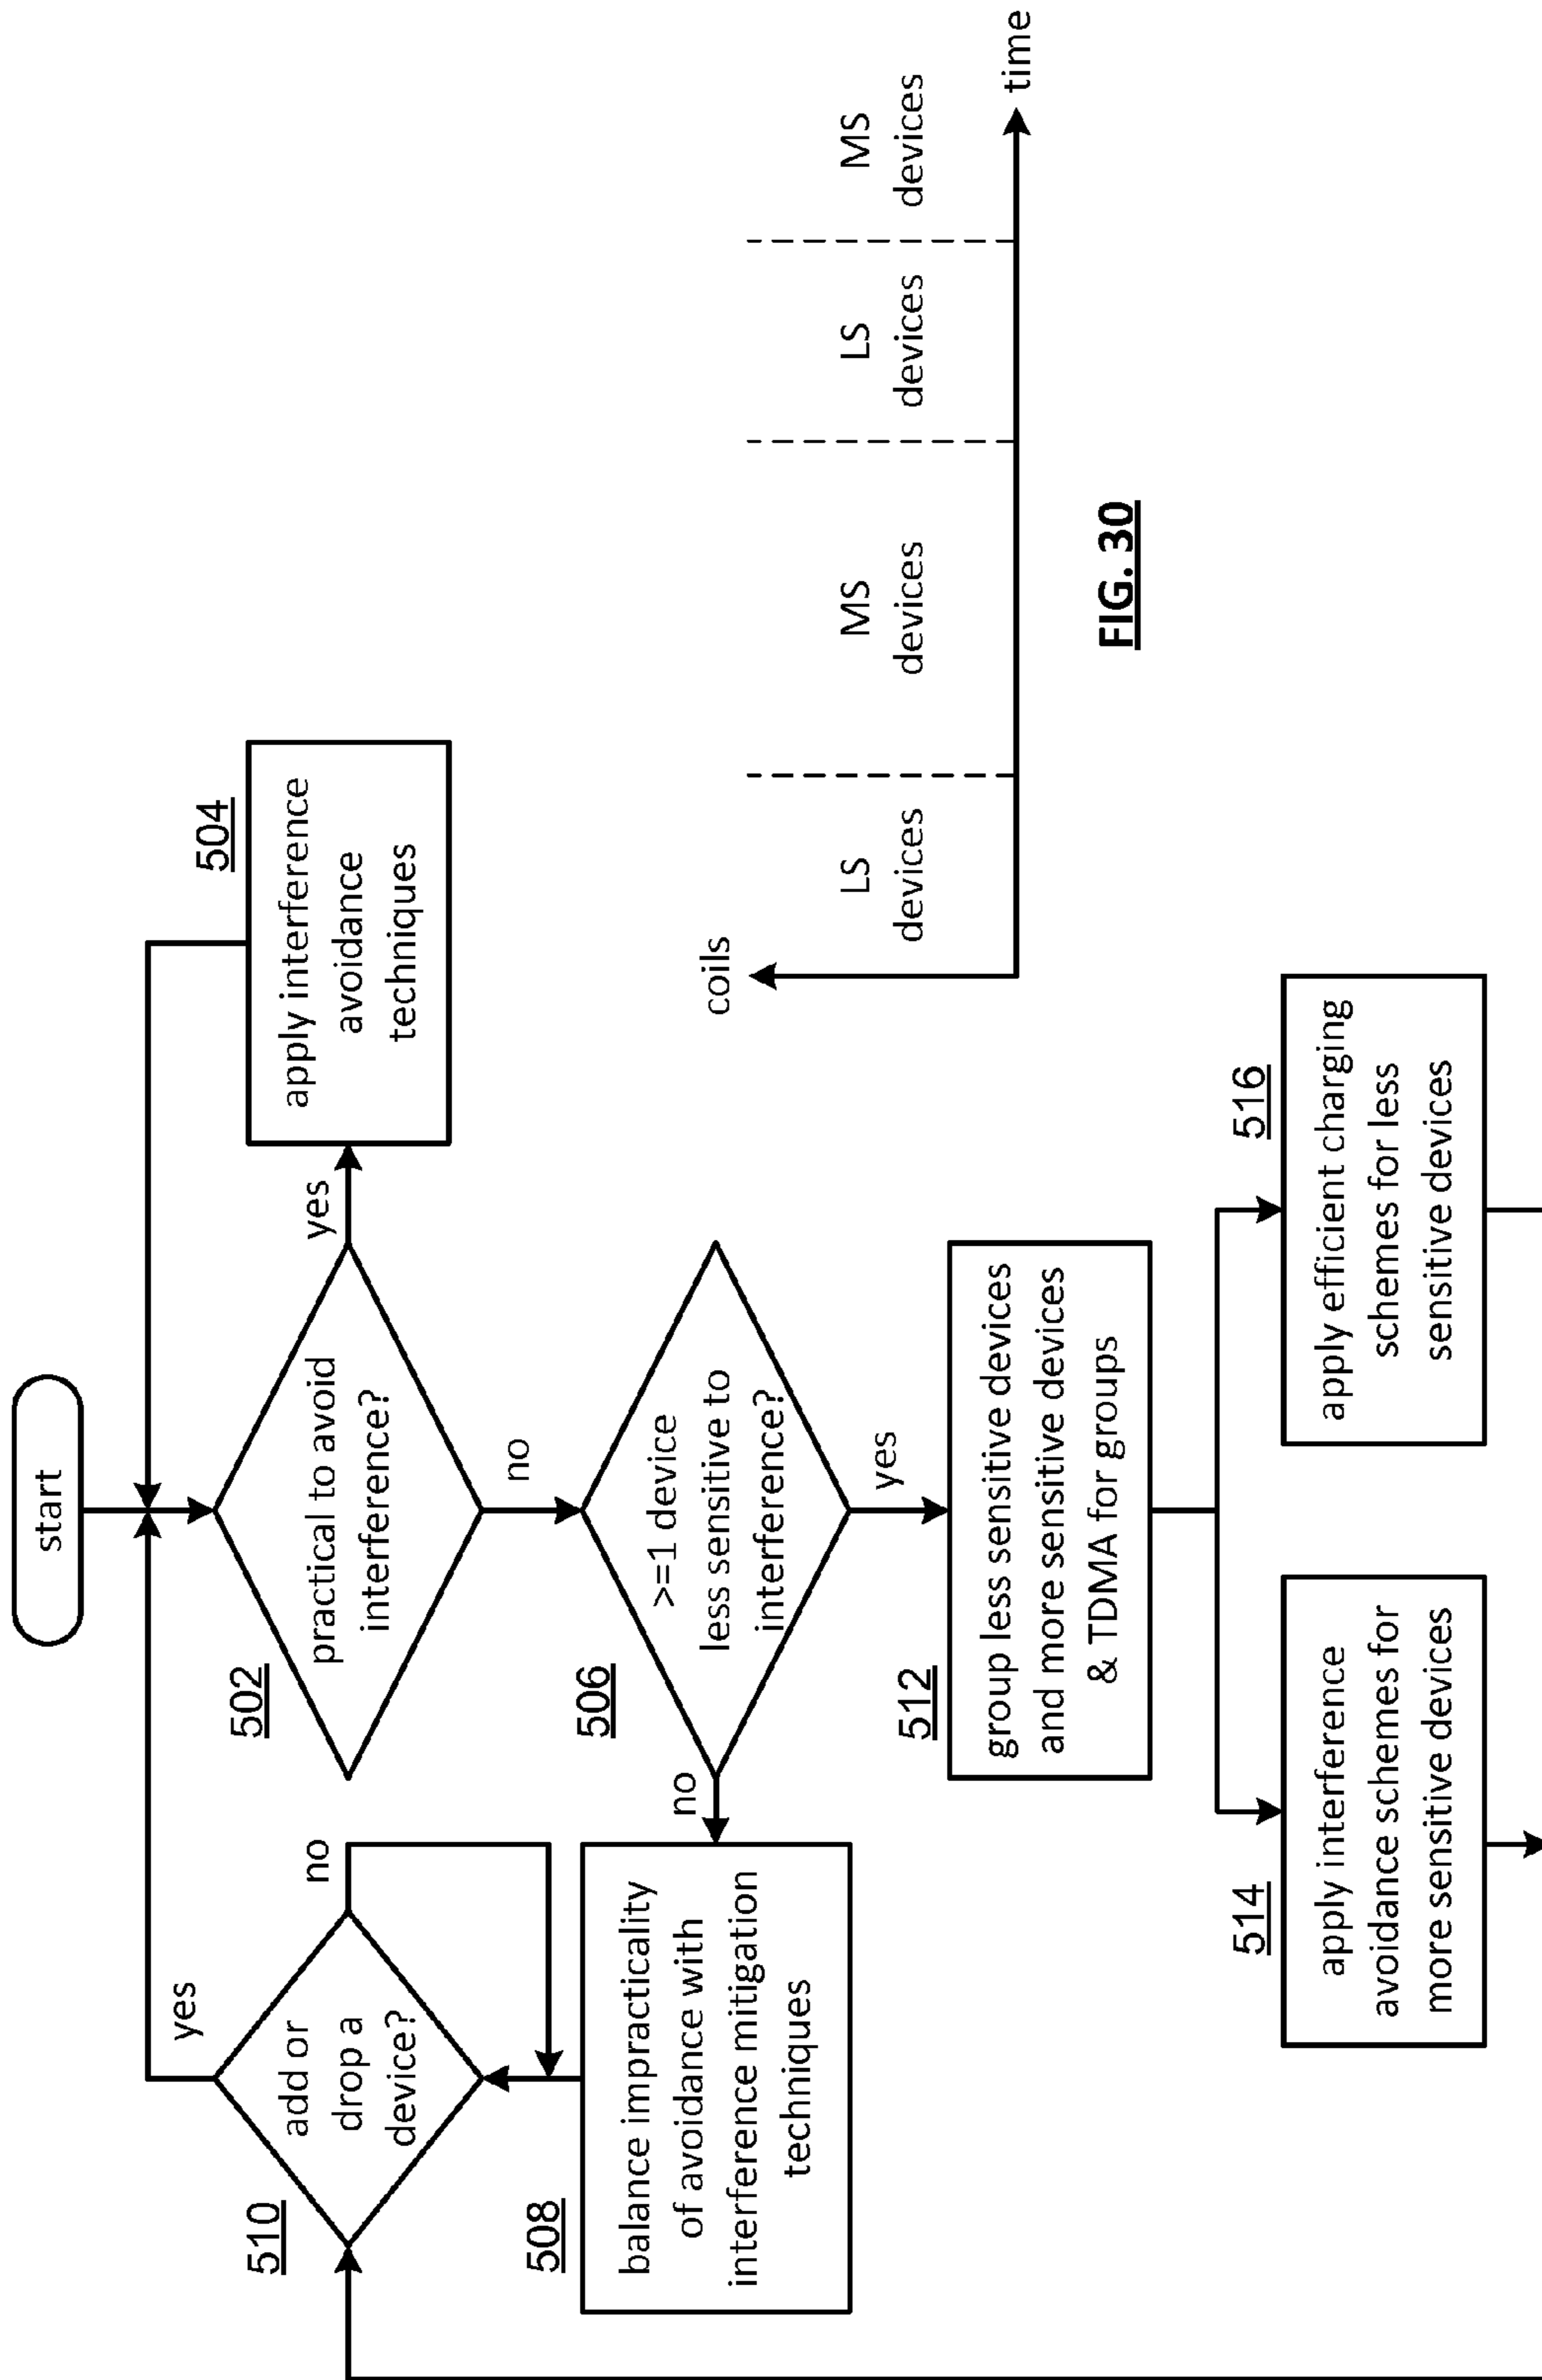 start
502
practical to avoid
interference?
yes
504
apply interference
avoidance
techniques
no
506
>=1 device
less sensitive to
interference?
no
508
balance impracticality
of avoidance with
interference mitigation
techniques
510
add or
drop a
device?
yes
no
yes
512
group less sensitive devices
and more sensitive devices
& TDMA for groups
514
apply interference
avoidance schemes for
more sensitive devices
516
apply efficient charging
schemes for less
sensitive devices
coils
LS
devices
MS
devices
LS
devices
MS
devices
time
FIG. 30